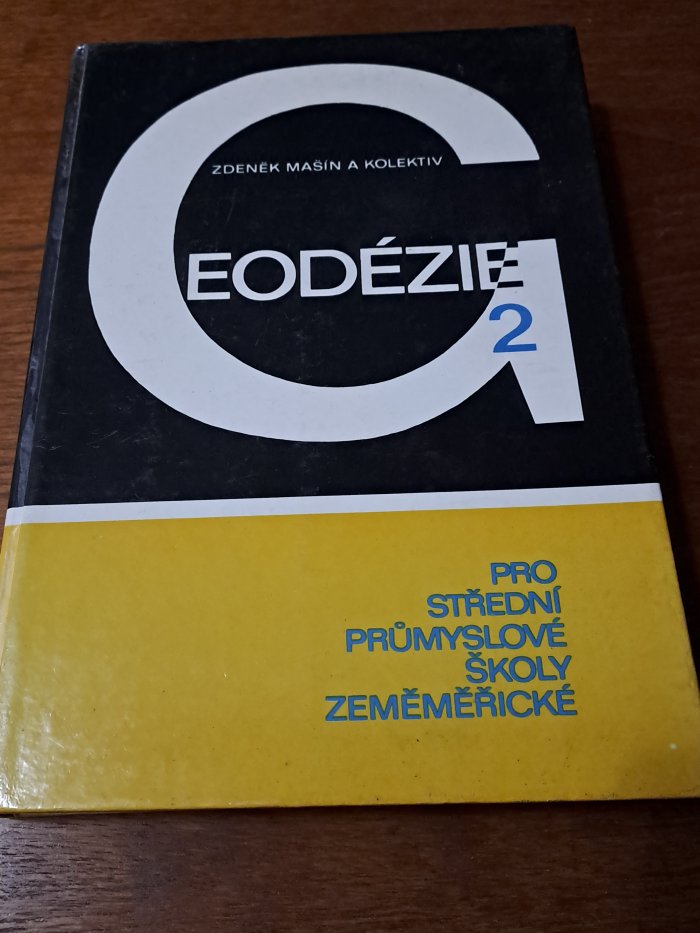 ZDENĚK MAŠÍN A KOLEKTIV
GEODÉZIE
2
PRO
STŘEDNÍ
PRŮMYSLOVÉ
ŠKOLY
ZEMĚMĚŘICKÉ